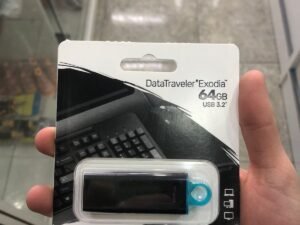 DataTraveler® Exodia™
64GB
USB 3.2